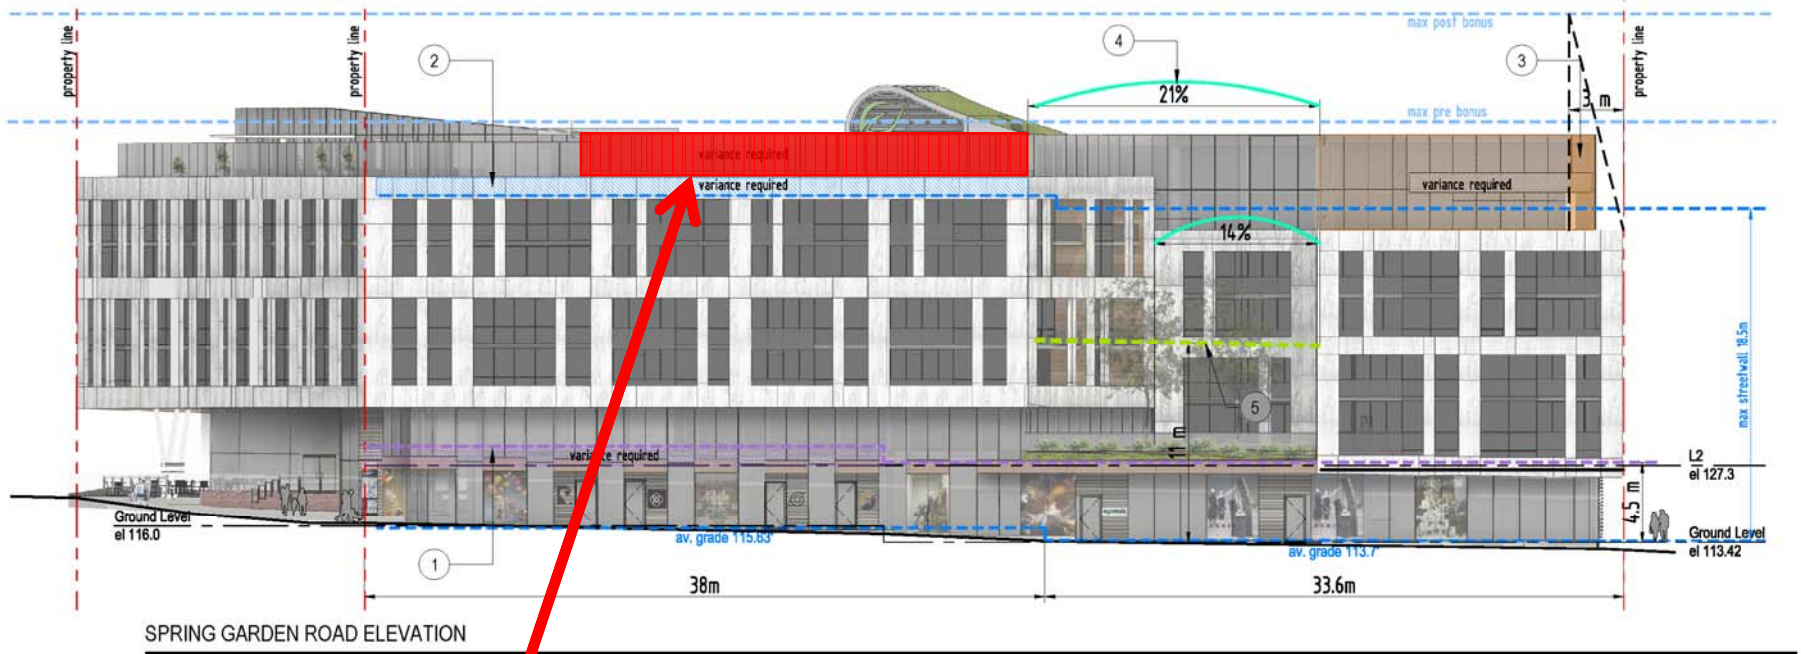 max post bonus
property line
property line
property line
2
4
3
21%
3 m
max pre bonus
variance required
variance required
variance required
14%
max streetwall 18.5m
5
11 m
variance required
L2
el 127.3
4.5 m
Ground Level
el 116.0
av. grade 115.63'
av. grade 113.7'
Ground Level
el 113.42
1
38m
33.6m
SPRING GARDEN ROAD ELEVATION